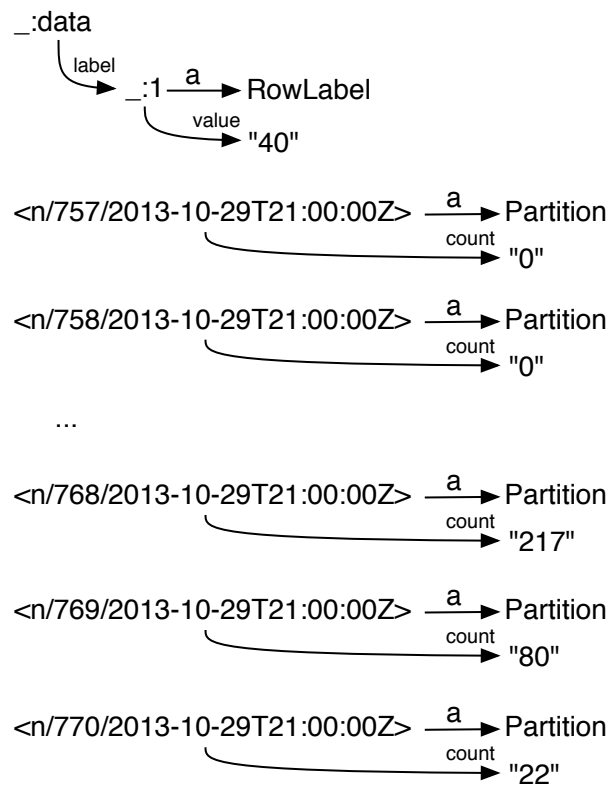 _:data
label
_:1 a RowLabel
value
"40"
<n/757/2013-10-29T21:00:00Z> a Partition
count
"0"
<n/758/2013-10-29T21:00:00Z> a Partition
count
"0"
...
<n/768/2013-10-29T21:00:00Z> a Partition
count
"217"
<n/769/2013-10-29T21:00:00Z> a Partition
count
"80"
<n/770/2013-10-29T21:00:00Z> a Partition
count
"22"